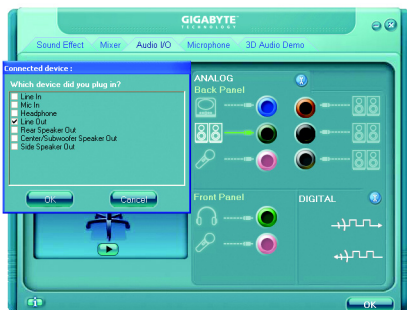 GIGABYTE
TECHNOLOGY
Sound Effect
Mixer
Audio I/O
Microphone
3D Audio Demo
Connected device :
Which device did you plug in?
Line In
Mic In
Headphone
Line Out
Rear Speaker Out
Center/Subwoofer Speaker Out
Side Speaker Out
OK
Cancel
ANALOG
Back Panel
Front Panel
DIGITAL
OK